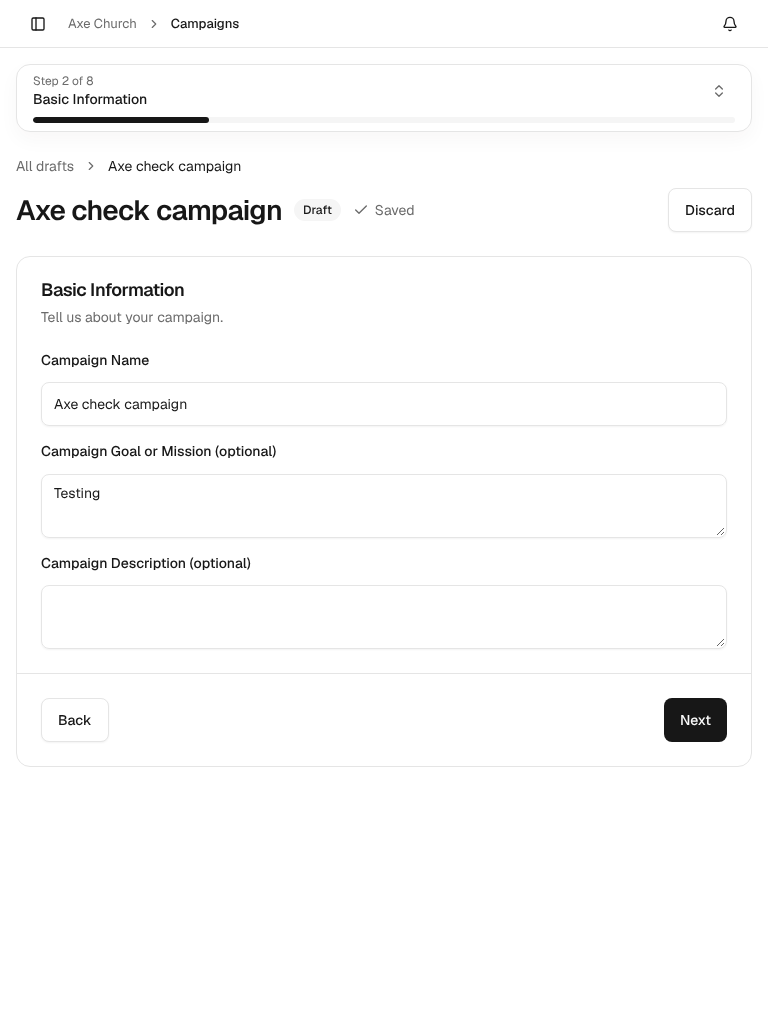 Axe Church > Campaigns
Step 2 of 8
Basic Information
All drafts > Axe check campaign
Axe check campaign Draft Saved Discard
Basic Information
Tell us about your campaign.
Campaign Name
Axe check campaign
Campaign Goal or Mission (optional)
Testing
Campaign Description (optional)
Back Next